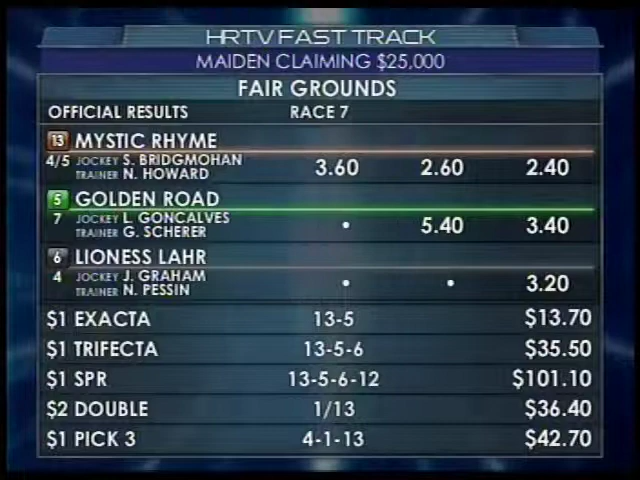 HRTV FAST TRACK
MAIDEN CLAIMING $25,000
FAIR GROUNDS
OFFICIAL RESULTS RACE 7
13 MYSTIC RHYME
4/5 JOCKEY S. BRIDGMOHAN
TRAINER N. HOWARD
3.60 2.60 2.40
5 GOLDEN ROAD
7 JOCKEY L. GONCALVES
TRAINER G. SCHERER
• 5.40 3.40
6 LIONESS LAHR
4 JOCKEY J. GRAHAM
TRAINER N. PESSIN
• • 3.20
$1 EXACTA 13-5 $13.70
$1 TRIFECTA 13-5-6 $35.50
$1 SPR 13-5-6-12 $101.10
$2 DOUBLE 1/13 $36.40
$1 PICK 3 4-1-13 $42.70